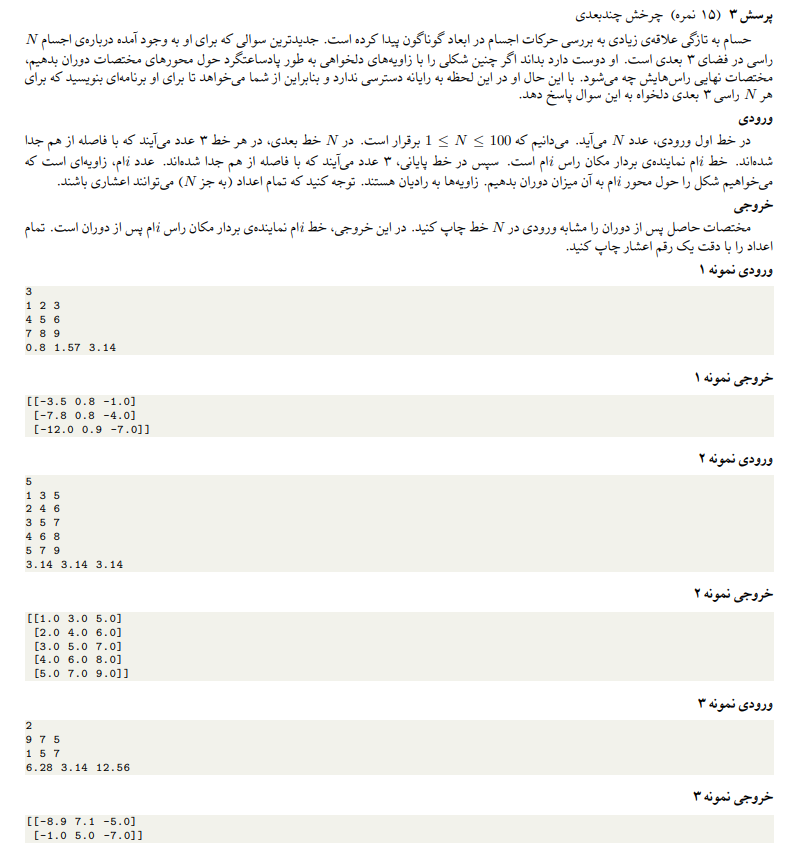 پرسش ۳ (۱۵ نمره) چرخش چندبعدی
حسام به تازگی علاقه‌ی زیادی به بررسی حرکات اجسام در ابعاد گوناگون پیدا کرده است. جدیدترین سوالی که برای او به وجود آمده درباره‌ی اجسام N
راسی در فضای ۳ بعدی است. او دوست دارد بداند اگر چنین شکلی را با زاویه‌های دلخواهی به طور پادساعتگرد حول محورهای مختصات دوران بدهیم،
مختصات نهایی راس‌هایش چه می‌شود. با این حال او در این لحظه به رایانه دسترسی ندارد و بنابراین از شما می‌خواهد تا برای او برنامه‌ای بنویسید که برای
هر N راسی ۳ بعدی دلخواه به این سوال پاسخ دهد.
ورودی
در خط اول ورودی، عدد N می‌آید. می‌دانیم که 1 ≤ N ≤ 100 برقرار است. در N خط بعدی، در هر خط ۳ عدد می‌آیند که با فاصله از هم جدا
شده‌اند. خط iام نماینده‌ی بردار مکان راس iام است. سپس در خط پایانی، ۳ عدد می‌آیند که با فاصله از هم جدا شده‌اند. عدد iام، زاویه‌ای است که
می‌خواهیم شکل را حول محور iام به آن میزان دوران بدهیم. زاویه‌ها به رادیان هستند. توجه کنید که تمام اعداد (به جز N) می‌توانند اعشاری باشند.
خروجی
مختصات حاصل پس از دوران را مشابه ورودی در N خط چاپ کنید. در این خروجی، خط iام نماینده‌ی بردار مکان راس iام پس از دوران است. تمام
اعداد را با دقت یک رقم اعشار چاپ کنید.
ورودی نمونه ۱
3
1 2 3
4 5 6
7 8 9
0.8 1.57 3.14
خروجی نمونه ۱
[[-3.5 0.8 -1.0]
[-7.8 0.8 -4.0]
[-12.0 0.9 -7.0]]
ورودی نمونه ۲
5
1 3 5
2 4 6
3 5 7
4 6 8
5 7 9
3.14 3.14 3.14
خروجی نمونه ۲
[[1.0 3.0 5.0]
[2.0 4.0 6.0]
[3.0 5.0 7.0]
[4.0 6.0 8.0]
[5.0 7.0 9.0]]
ورودی نمونه ۳
2
9 7 5
1 5 7
6.28 3.14 12.56
خروجی نمونه ۳
[[-8.9 7.1 -5.0]
[-1.0 5.0 -7.0]]